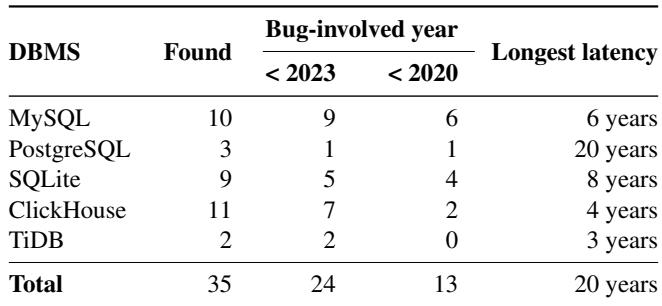 DBMS Found Bug-involved year Longest latency
< 2023 < 2020
MySQL 10 9 6 6 years
PostgreSQL 3 1 1 20 years
SQLite 9 5 4 8 years
ClickHouse 11 7 2 4 years
TiDB 2 2 0 3 years
Total 35 24 13 20 years